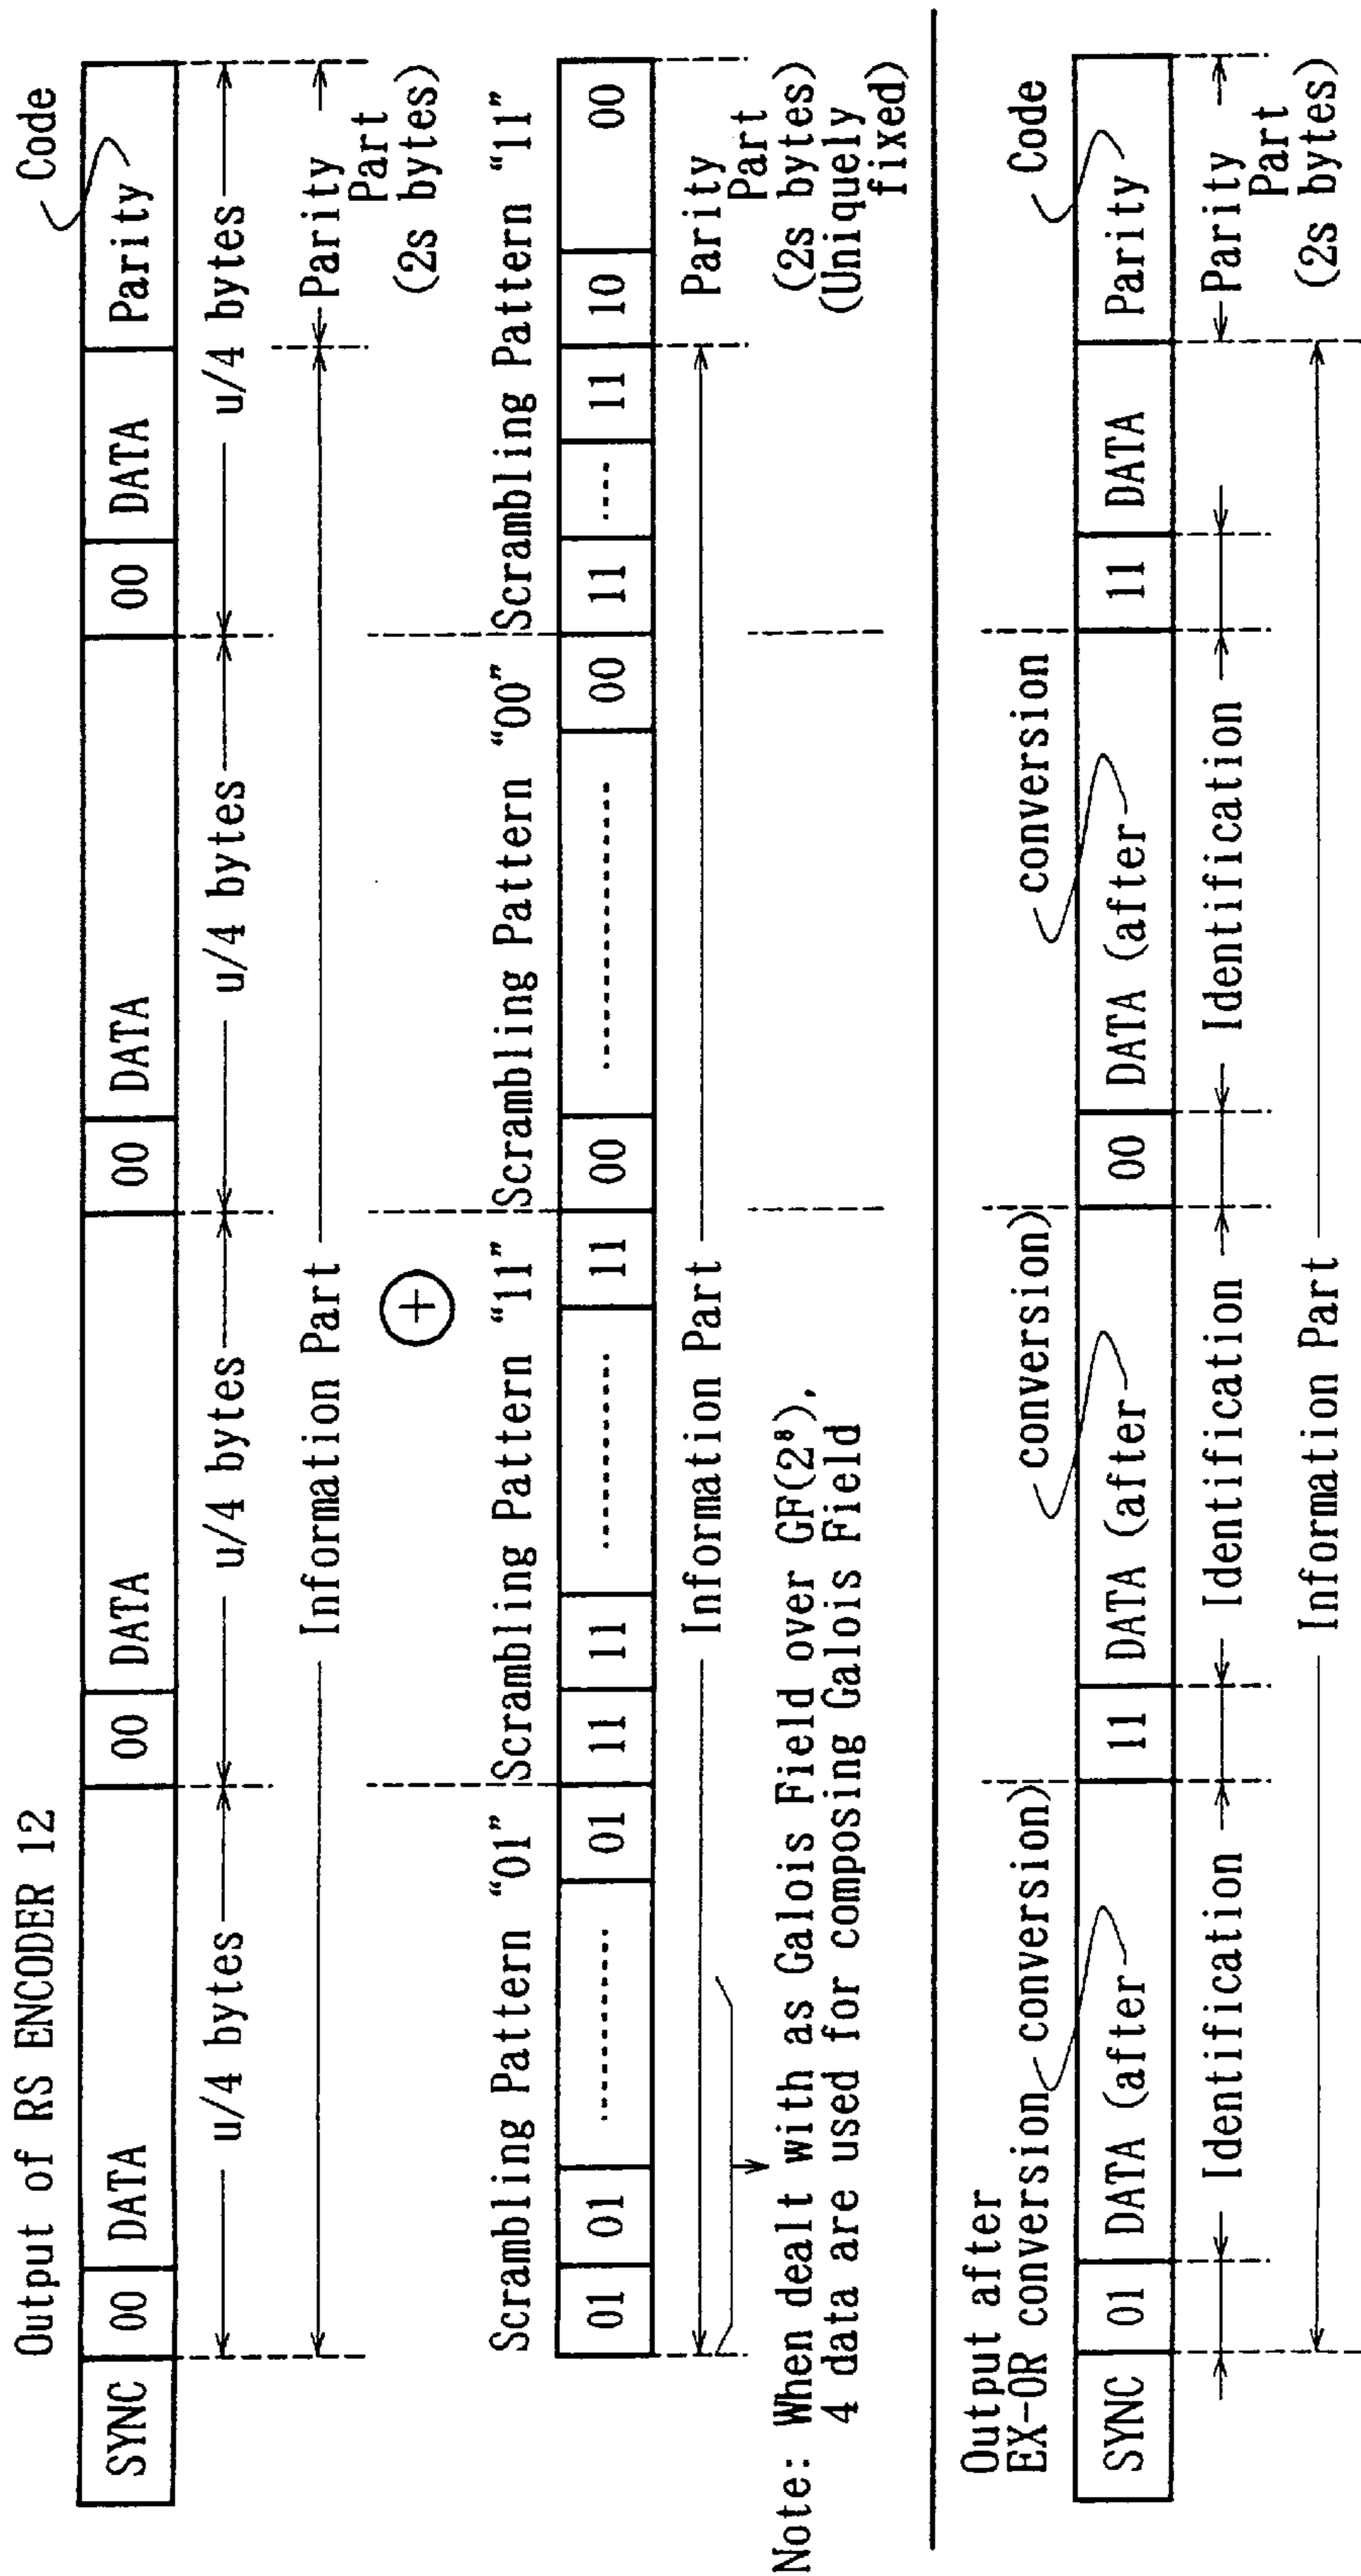 Output of RS ENCODER 12
Code
SYNC 00 DATA 00 DATA 00 DATA 00 DATA Parity
u/4 bytes u/4 bytes u/4 bytes u/4 bytes
Information Part Parity
Part
(2s bytes)
+
Scrambling Pattern "01" Scrambling Pattern "11" Scrambling Pattern "00" Scrambling Pattern "11"
01 01 ---------- 01 11 11 ---------- 11 00 ---------- 00 11 ---- 11 10 00
Information Part Parity
Part
(2s bytes)
(Uniquely
fixed)
Note: When dealt with as Galois Field over GF(2⁸),
4 data are used for composing Galois Field
Output after
EX-OR conversion conversion) conversion) conversion Code
SYNC 01 DATA (after 11 DATA (after 00 DATA (after 11 DATA Parity
Identification Identification Identification Parity
Part
Information Part (2s bytes)